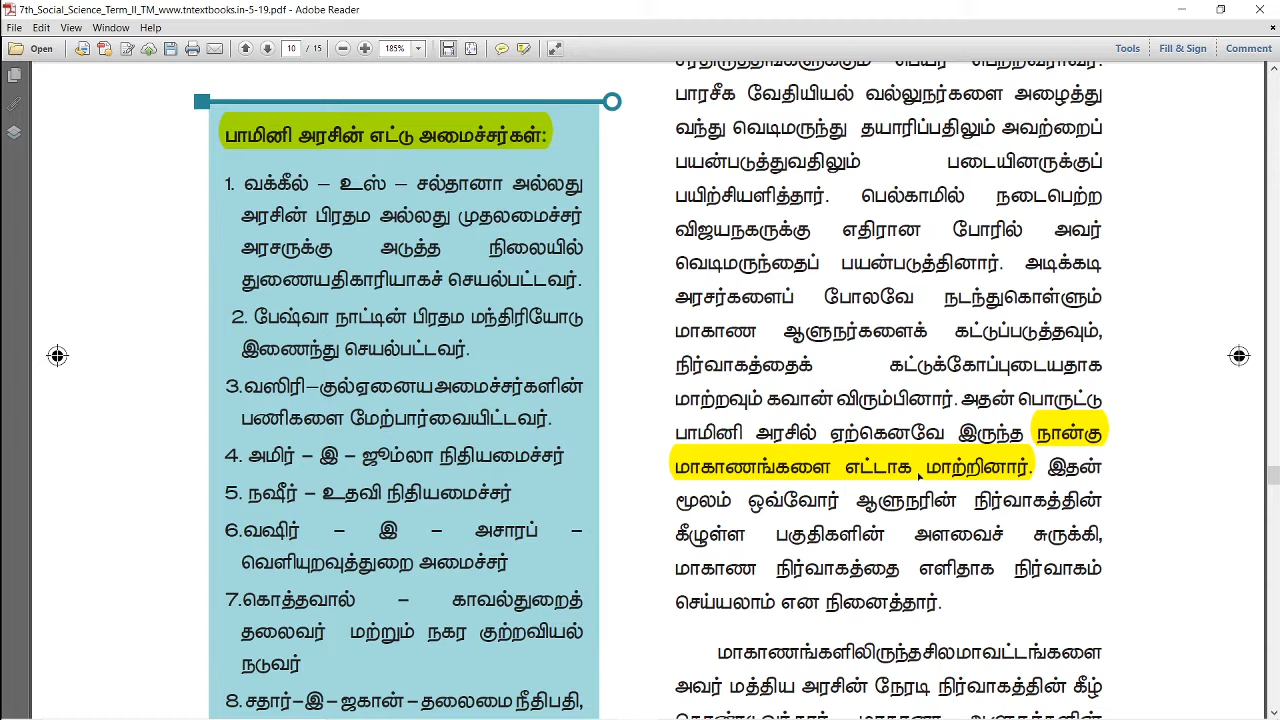 7th_Social_Science_Term_II_TM_www.tntextbooks.in-5-19.pdf - Adobe Reader
File Edit View Window Help
Open 10 / 15 185% Tools Fill & Sign Comment
பாமினி அரசின் எட்டு அமைச்சர்கள்:
1. வக்கீல் – உஸ் – சல்தானா அல்லது
அரசின் பிரதம அல்லது முதலமைச்சர்
அரசருக்கு அடுத்த நிலையில்
துணையதிகாரியாகச் செயல்பட்டவர்.
2. பேஷ்வா நாட்டின் பிரதம மந்திரியோடு
இணைந்து செயல்பட்டவர்.
3.வஸிரி–குல்ஏனைய அமைச்சர்களின்
பணிகளை மேற்பார்வையிட்டவர்.
4. அமிர் – இ – ஜூம்லா நிதியமைச்சர்
5. நஷீர் – உதவி நிதியமைச்சர்
6.வஷிர் – இ – அசாரப் –
வெளியுறவுத்துறை அமைச்சர்
7.கொத்தவால் – காவல்துறைத்
தலைவர் மற்றும் நகர குற்றவியல்
நடுவர்
8.சதார்–இ–ஜகான்–தலைமை நீதிபதி,
சீர்திருத்தங்களுக்கும் பெயர் பெற்றவராவர்.
பாரசீக வேதியியல் வல்லுநர்களை அழைத்து
வந்து வெடிமருந்து தயாரிப்பதிலும் அவற்றைப்
பயன்படுத்துவதிலும் படையினருக்குப்
பயிற்சியளித்தார். பெல்காமில் நடைபெற்ற
விஜயநகருக்கு எதிரான போரில் அவர்
வெடிமருந்தைப் பயன்படுத்தினார். அடிக்கடி
அரசர்களைப் போலவே நடந்துகொள்ளும்
மாகாண ஆளுநர்களைக் கட்டுப்படுத்தவும்,
நிர்வாகத்தைக் கட்டுக்கோப்புடையதாக
மாற்றவும் கவான் விரும்பினார். அதன் பொருட்டு
பாமினி அரசில் ஏற்கெனவே இருந்த நான்கு
மாகாணங்களை எட்டாக மாற்றினார். இதன்
மூலம் ஒவ்வோர் ஆளுநரின் நிர்வாகத்தின்
கீழுள்ள பகுதிகளின் அளவைச் சுருக்கி,
மாகாண நிர்வாகத்தை எளிதாக நிர்வாகம்
செய்யலாம் என நினைத்தார்.
மாகாணங்களிலிருந்த சில மாவட்டங்களை
அவர் மத்திய அரசின் நேரடி நிர்வாகத்தின் கீழ்